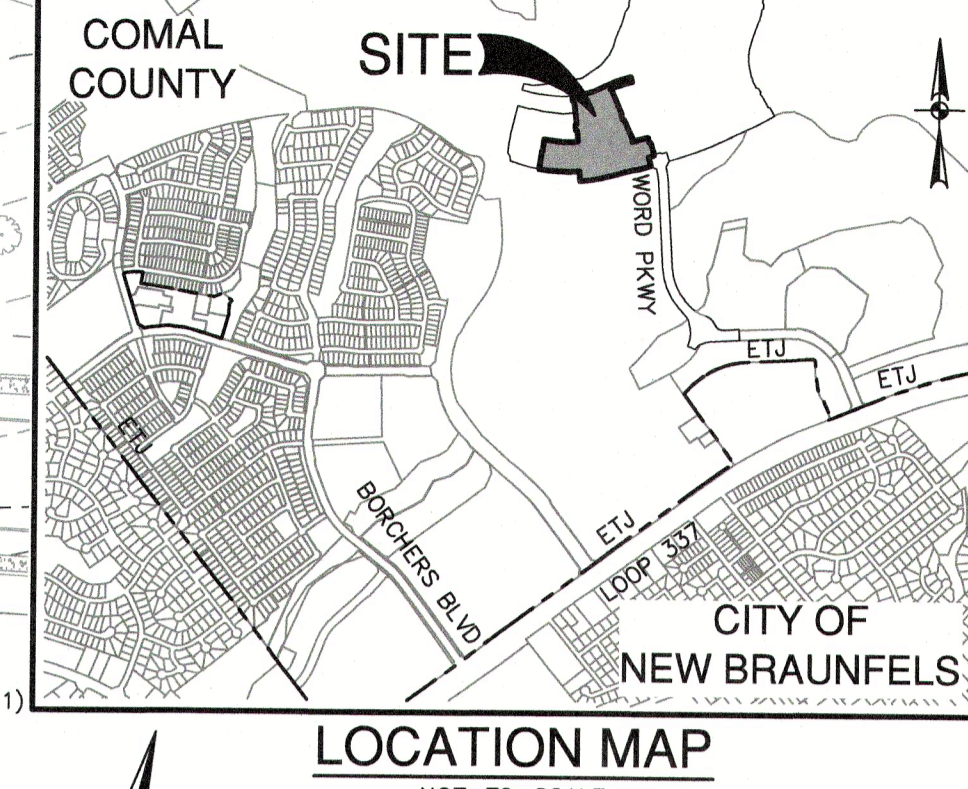 COMAL
COUNTY
SITE
WORD PKWY
ETJ
ETJ
ETJ
BORCHERS BLVD
ETJ
LOOP 337
CITY OF
NEW BRAUNFELS
1)
LOCATION MAP